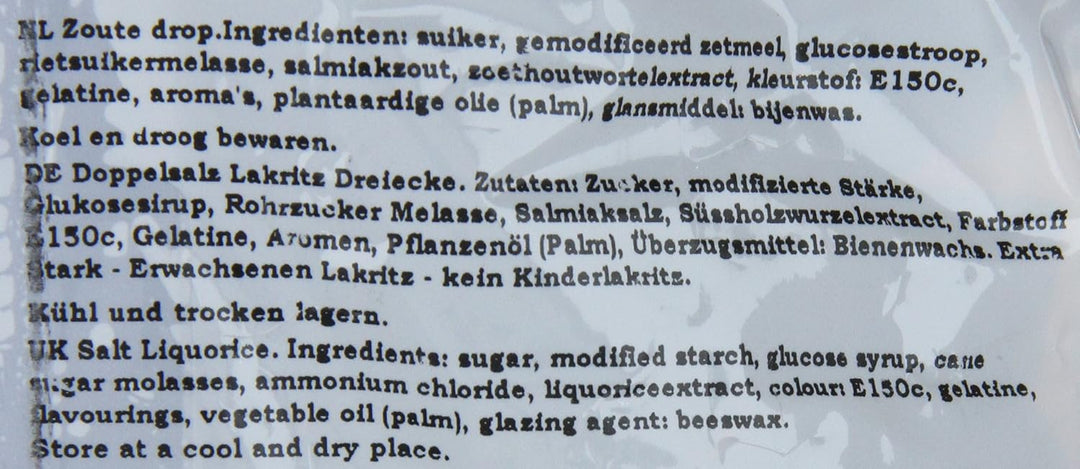 NL Zoute drop.Ingredienten: suiker, gemodificeerd zetmeel, glucosestroop,
rietsuikermelasse, salmiakzout, zoethoutwortelextract, kleurstof: E150c,
gelatine, aroma's, plantaardige olie (palm), glansmiddel: bijenwas.
Koel en droog bewaren.
DE Doppelsalz Lakritz Dreiecke. Zutaten: Zucker, modifizierte Stärke,
Glukosesirup, Rohrzucker Melasse, Salmiaksalz, Süssholzwurzelextract, Farbstoff
E150c, Gelatine, Aromen, Pflanzenöl (Palm), Überzugsmittel: Bienenwachs. Extra
Stark - Erwachsenen Lakritz - kein Kinderlakritz.
Kühl und trocken lagern.
UK Salt Liquorice. Ingredients: sugar, modified starch, glucose syrup, cane
sugar molasses, ammonium chloride, liquoriceextract, colour: E150c, gelatine,
flavourings, vegetable oil (palm), glazing agent: beeswax.
Store at a cool and dry place.